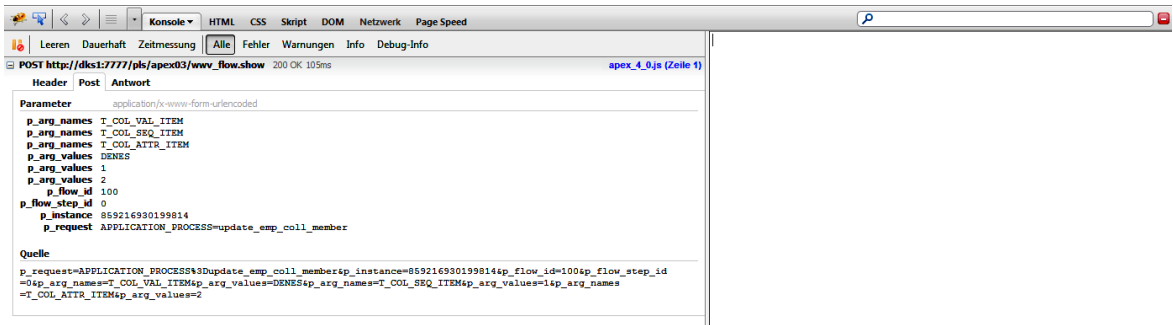 Konsole HTML CSS Skript DOM Netzwerk Page Speed
Leeren Dauerhaft Zeitmessung Alle Fehler Warnungen Info Debug-Info
POST http://dks1:7777/pls/apex03/wwv_flow.show 200 OK 105ms apex_4_0.js (Zeile 1)
Header Post Antwort
Parameter application/x-www-form-urlencoded
p_arg_names T_COL_VAL_ITEM
p_arg_names T_COL_SEQ_ITEM
p_arg_names T_COL_ATTR_ITEM
p_arg_values DENES
p_arg_values 1
p_arg_values 2
p_flow_id 100
p_flow_step_id 0
p_instance 859216930199814
p_request APPLICATION_PROCESS=update_emp_coll_member
Quelle
p_request=APPLICATION_PROCESS%3Dupdate_emp_coll_member&p_instance=859216930199814&p_flow_id=100&p_flow_step_id
=0&p_arg_names=T_COL_VAL_ITEM&p_arg_values=DENES&p_arg_names=T_COL_SEQ_ITEM&p_arg_values=1&p_arg_names
=T_COL_ATTR_ITEM&p_arg_values=2